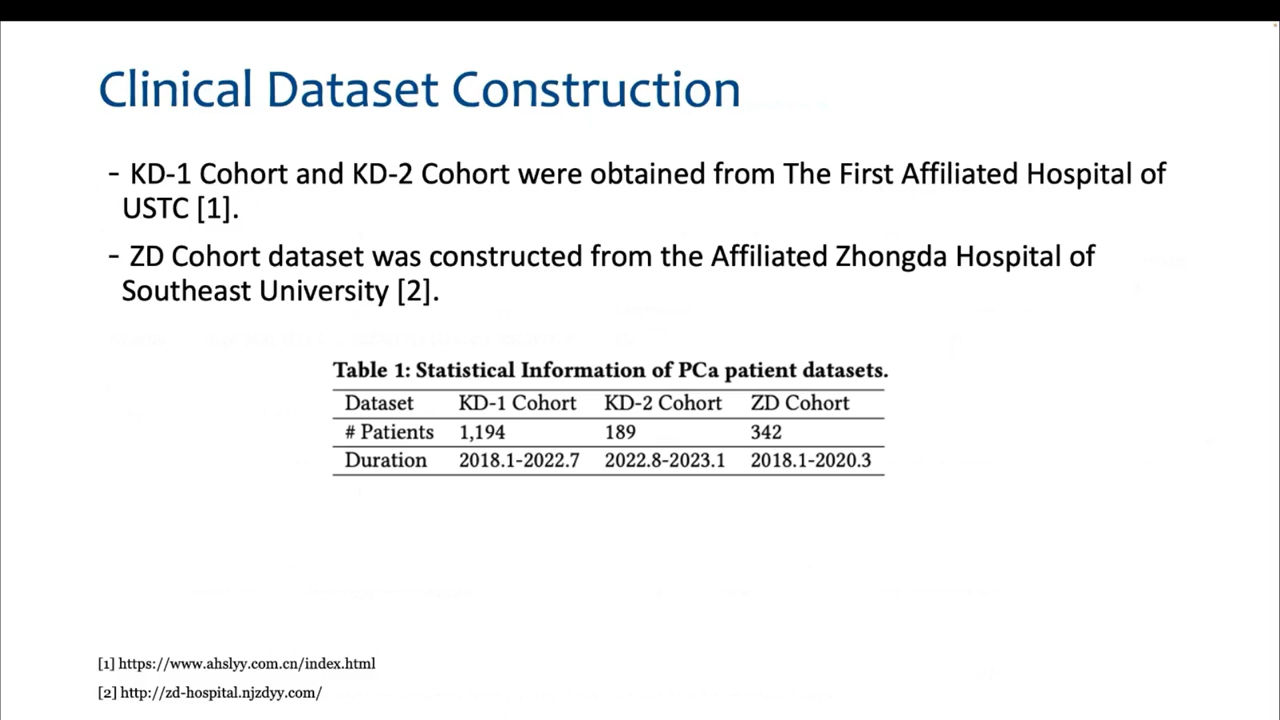 Clinical Dataset Construction
- KD-1 Cohort and KD-2 Cohort were obtained from The First Affiliated Hospital of
USTC [1].
- ZD Cohort dataset was constructed from the Affiliated Zhongda Hospital of
Southeast University [2].
Table 1: Statistical Information of PCa patient datasets.
Dataset KD-1 Cohort KD-2 Cohort ZD Cohort
# Patients 1,194 189 342
Duration 2018.1-2022.7 2022.8-2023.1 2018.1-2020.3
[1] https://www.ahslyy.com.cn/index.html
[2] http://zd-hospital.njzdyy.com/